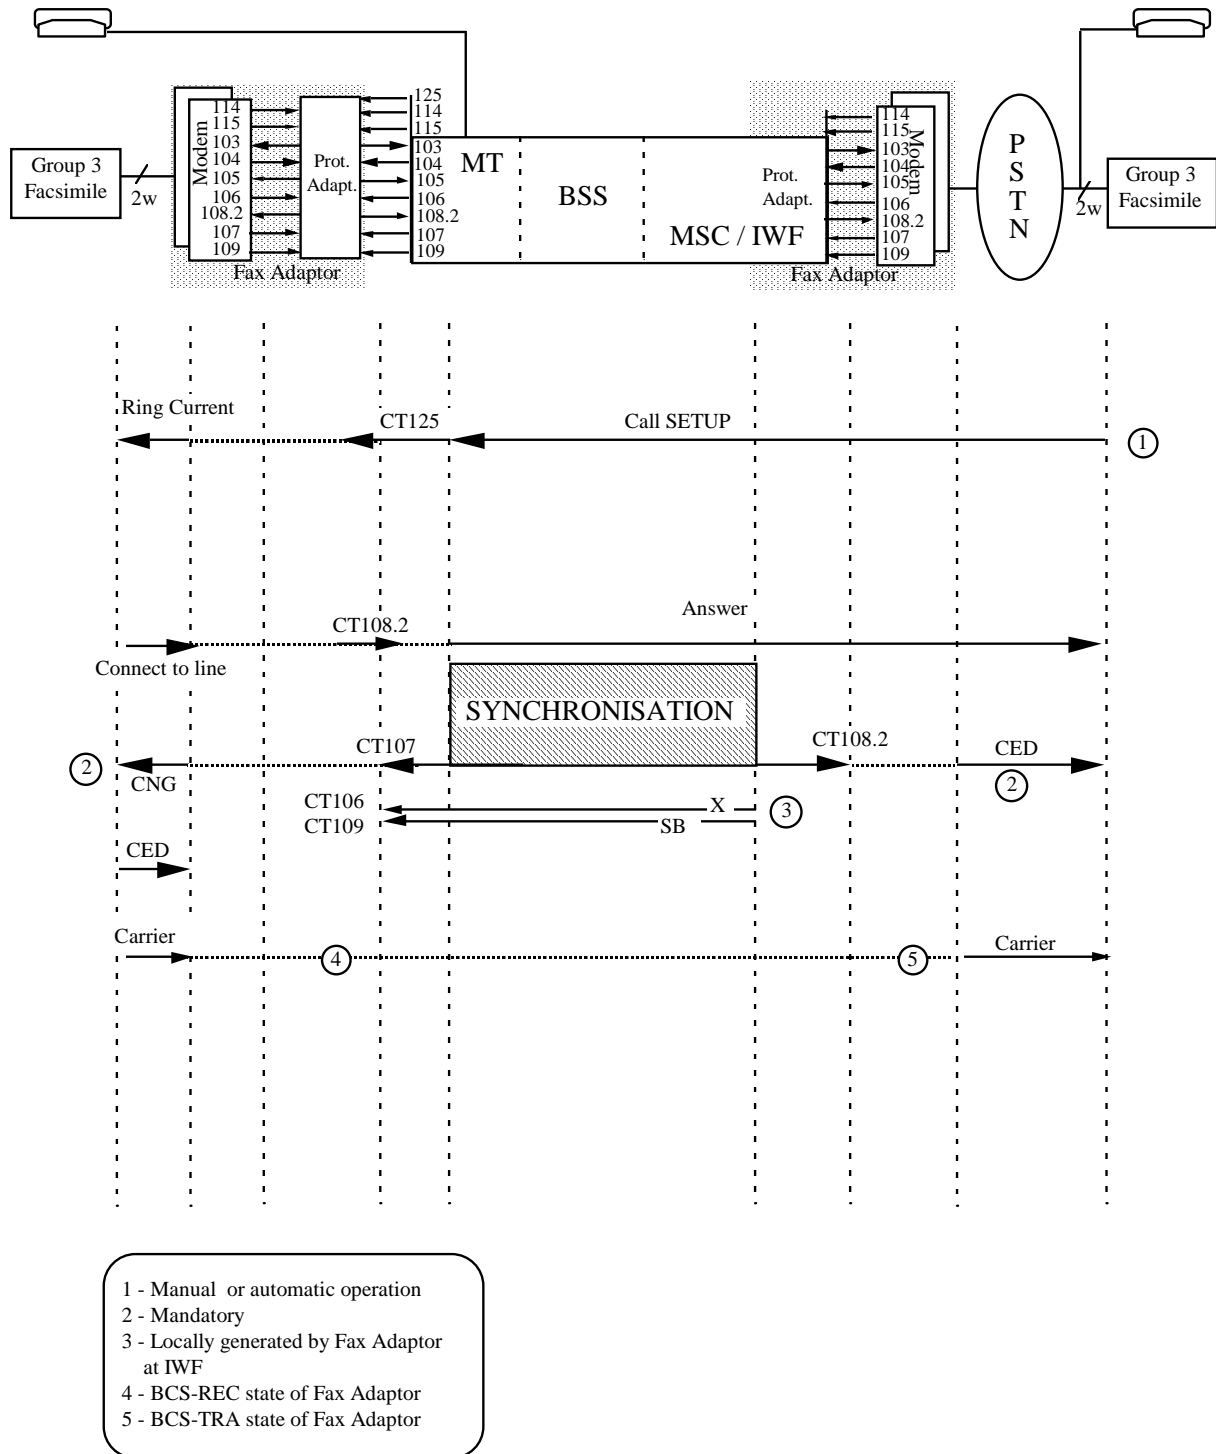 125
114
115
114
115
103
104
105
106
108.2
107
109
Modem
Prot.
Adapt.
103
104
105
106
108.2
107
109
Group 3
Facsimile
2w
Fax Adaptor
MT
BSS
MSC / IWF
Prot.
Adapt.
114
115
103
104
105
106
108.2
107
109
Modem
Fax Adaptor
P
S
T
N
2w
Group 3
Facsimile
Ring Current
CT125
Call SETUP
1
CT108.2
Answer
Connect to line
SYNCHRONISATION
CT107
CT108.2
CED
2
CNG
2
CT106
X
3
CT109
SB
CED
Carrier
4
5
Carrier
1 - Manual or automatic operation
2 - Mandatory
3 - Locally generated by Fax Adaptor
at IWF
4 - BCS-REC state of Fax Adaptor
5 - BCS-TRA state of Fax Adaptor